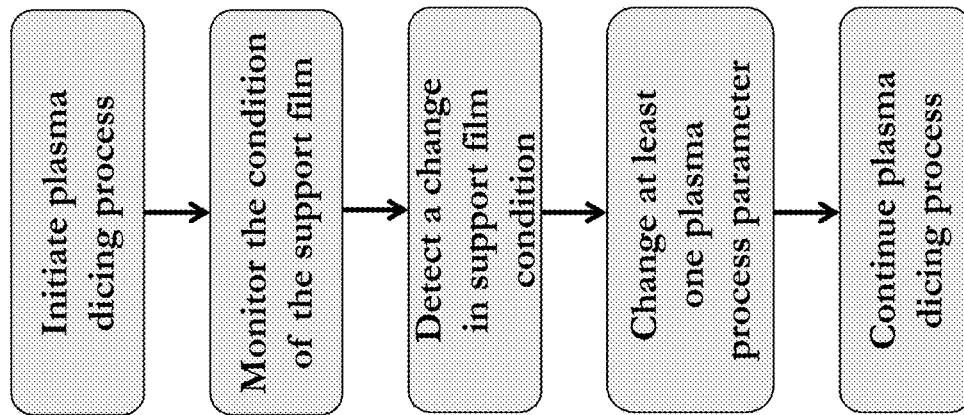 Initiate plasma
dicing process
Monitor the condition
of the support film
Detect a change
in support film
condition
Change at least
one plasma
process parameter
Continue plasma
dicing process